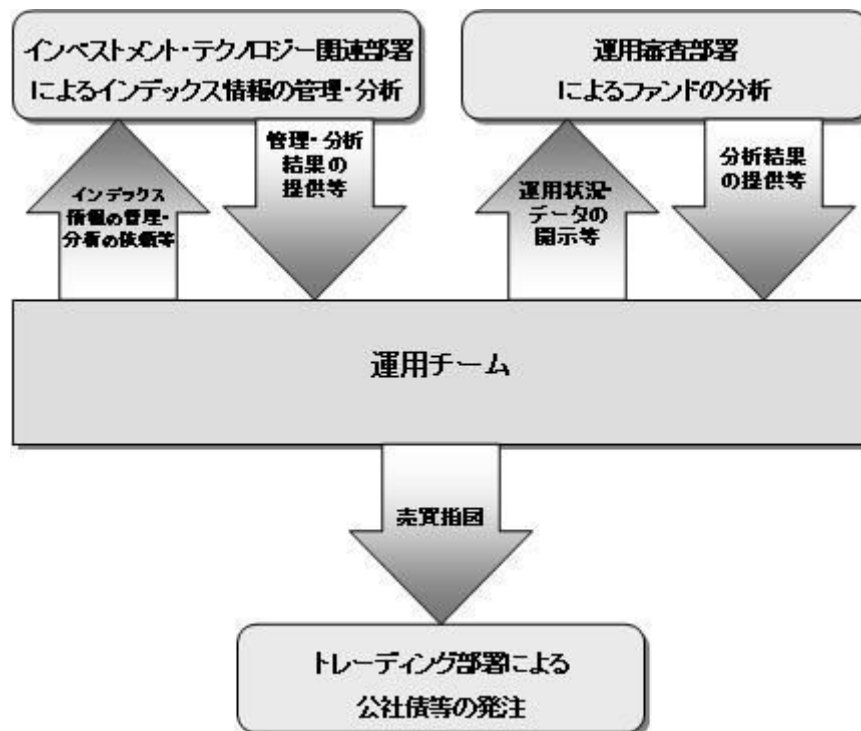 インベストメント・テクノロジー関連部署
によるインデックス情報の管理・分析
運用審査部署
によるファンドの分析
インデックス
情報の管理・
分析の依頼等
管理・分析
結果の
提供等
運用状況・
データの
開示等
分析結果
の提供等
運用チーム
売買指図
トレーディング部署による
公社債等の発注